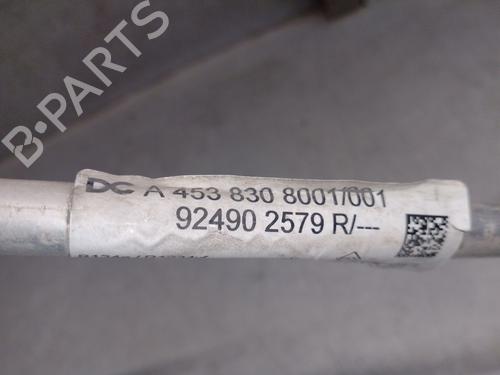 B-PARTS
DC A 453 830 8001/001
92490 2579 R/---